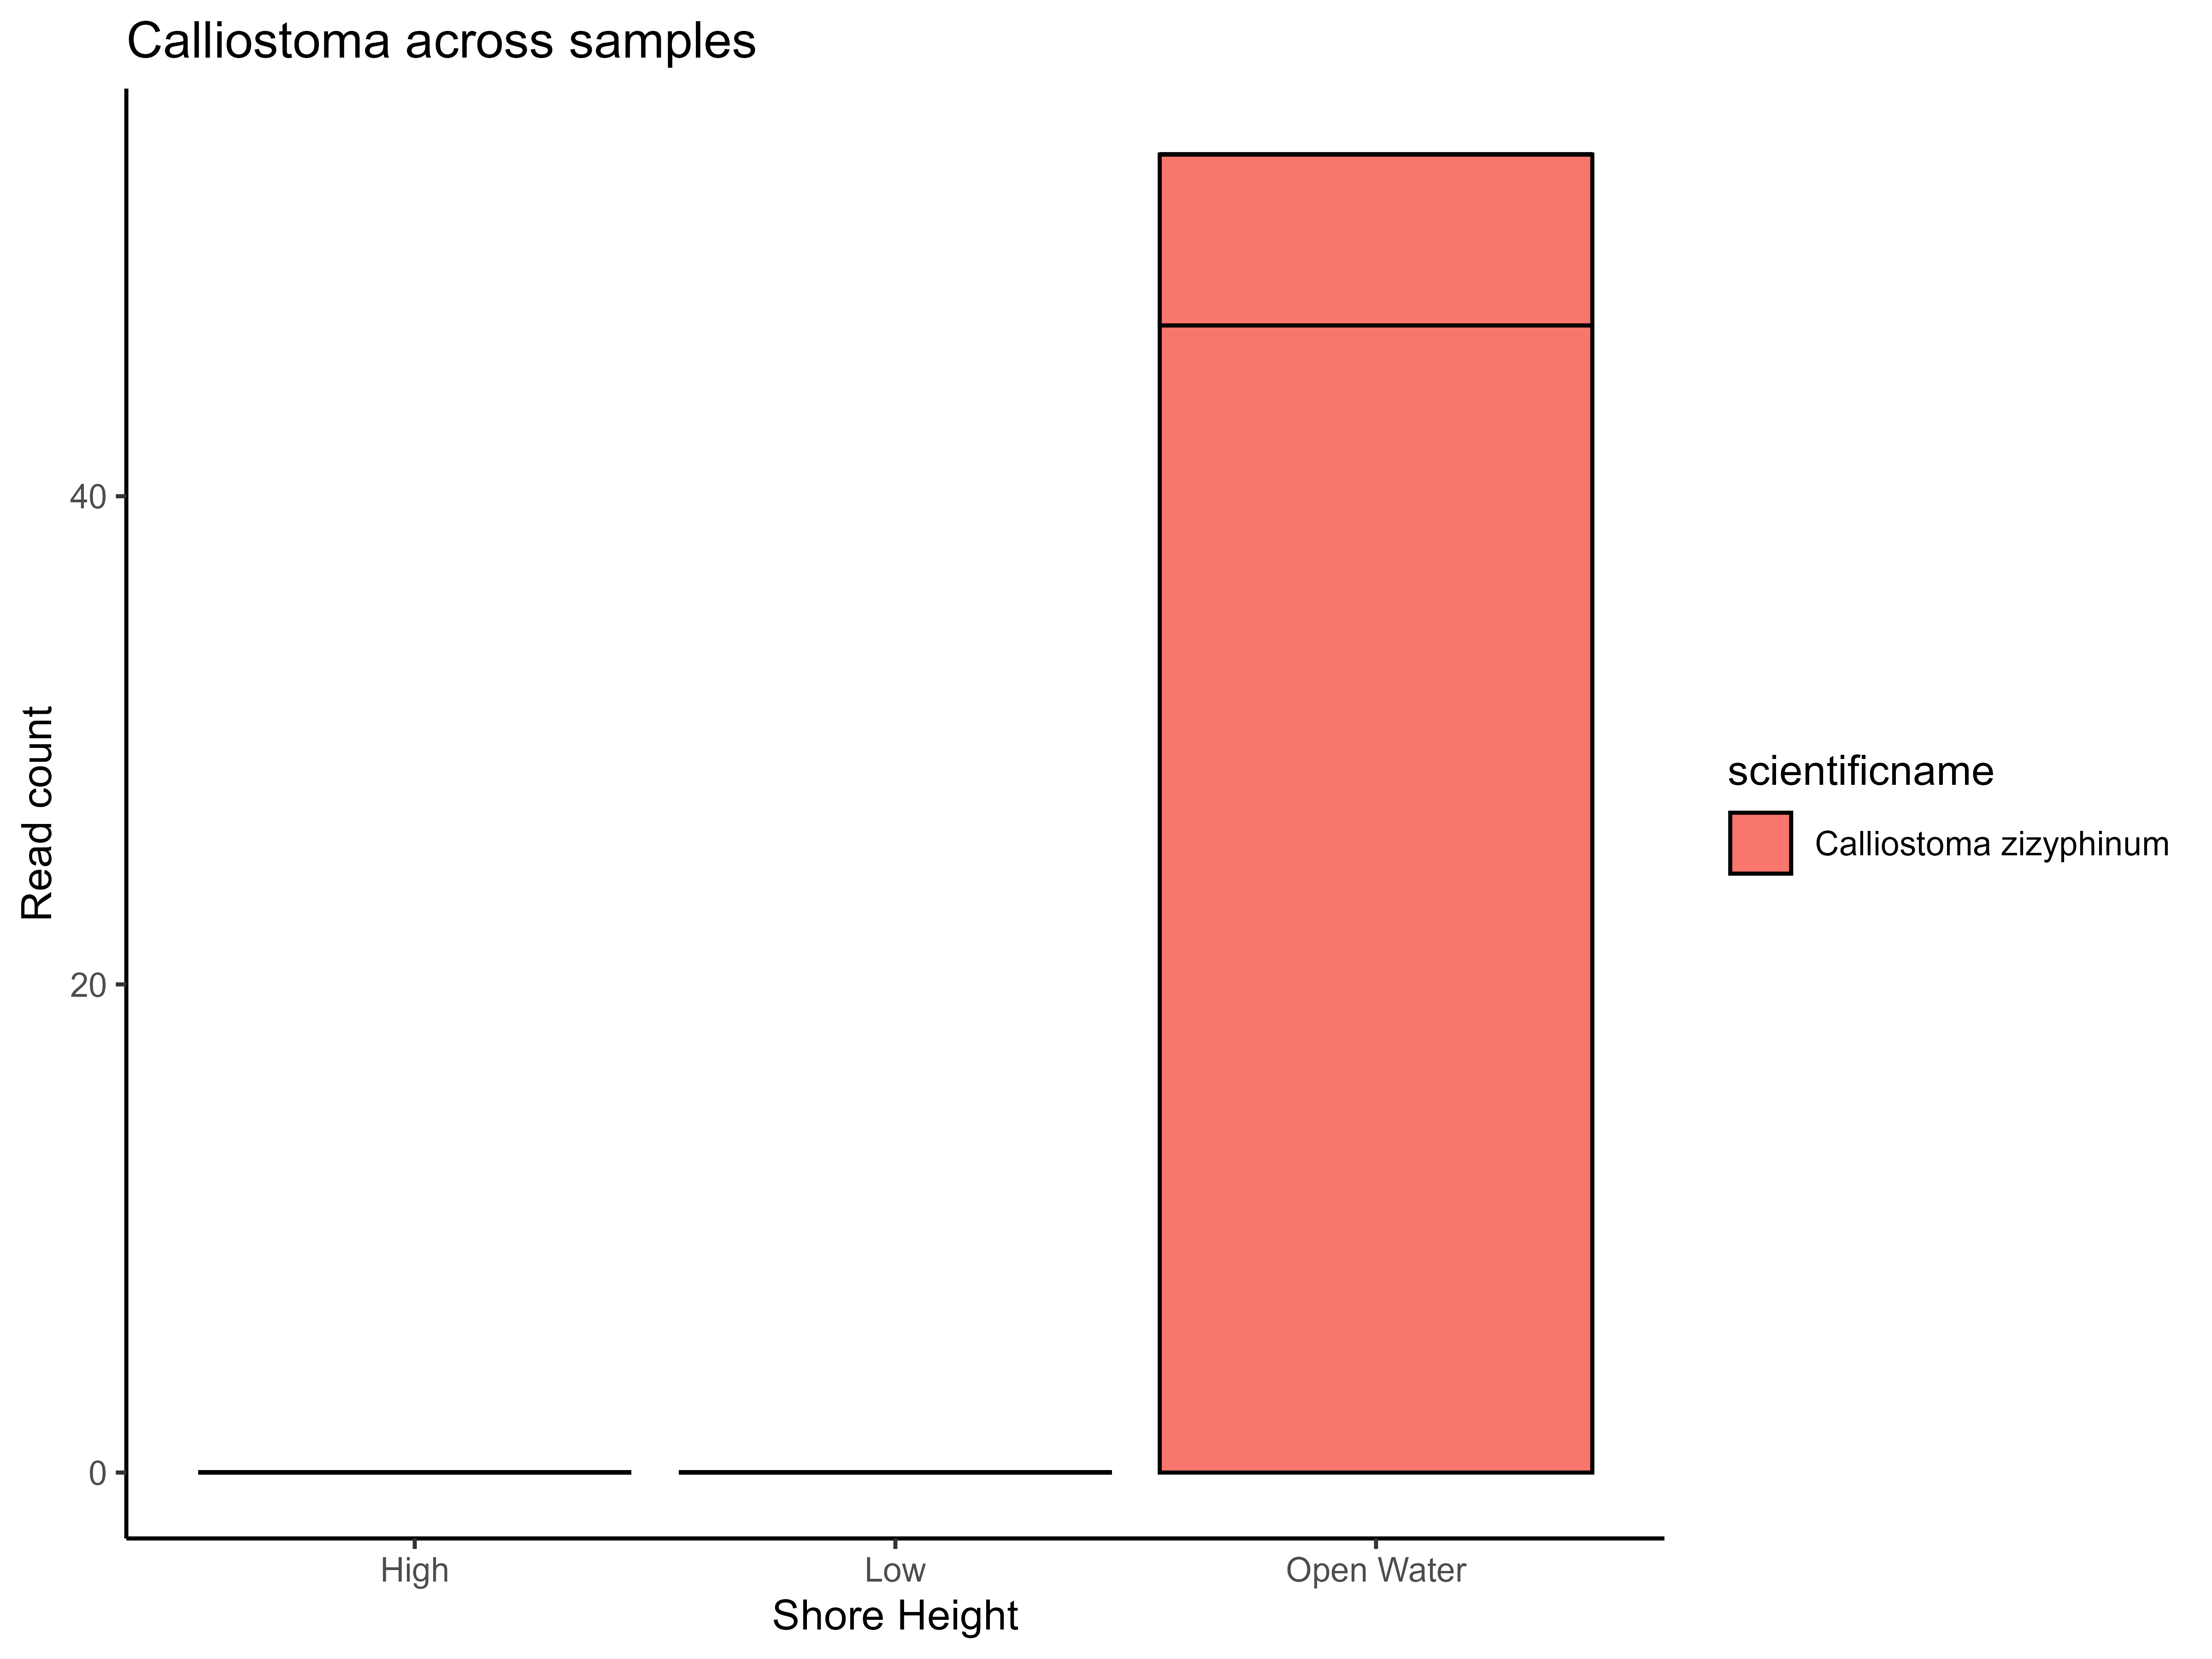 Calliostoma across samples
Read count
40
20
0
High
Low
Open Water
Shore Height
scientificname
Calliostoma zizyphinum